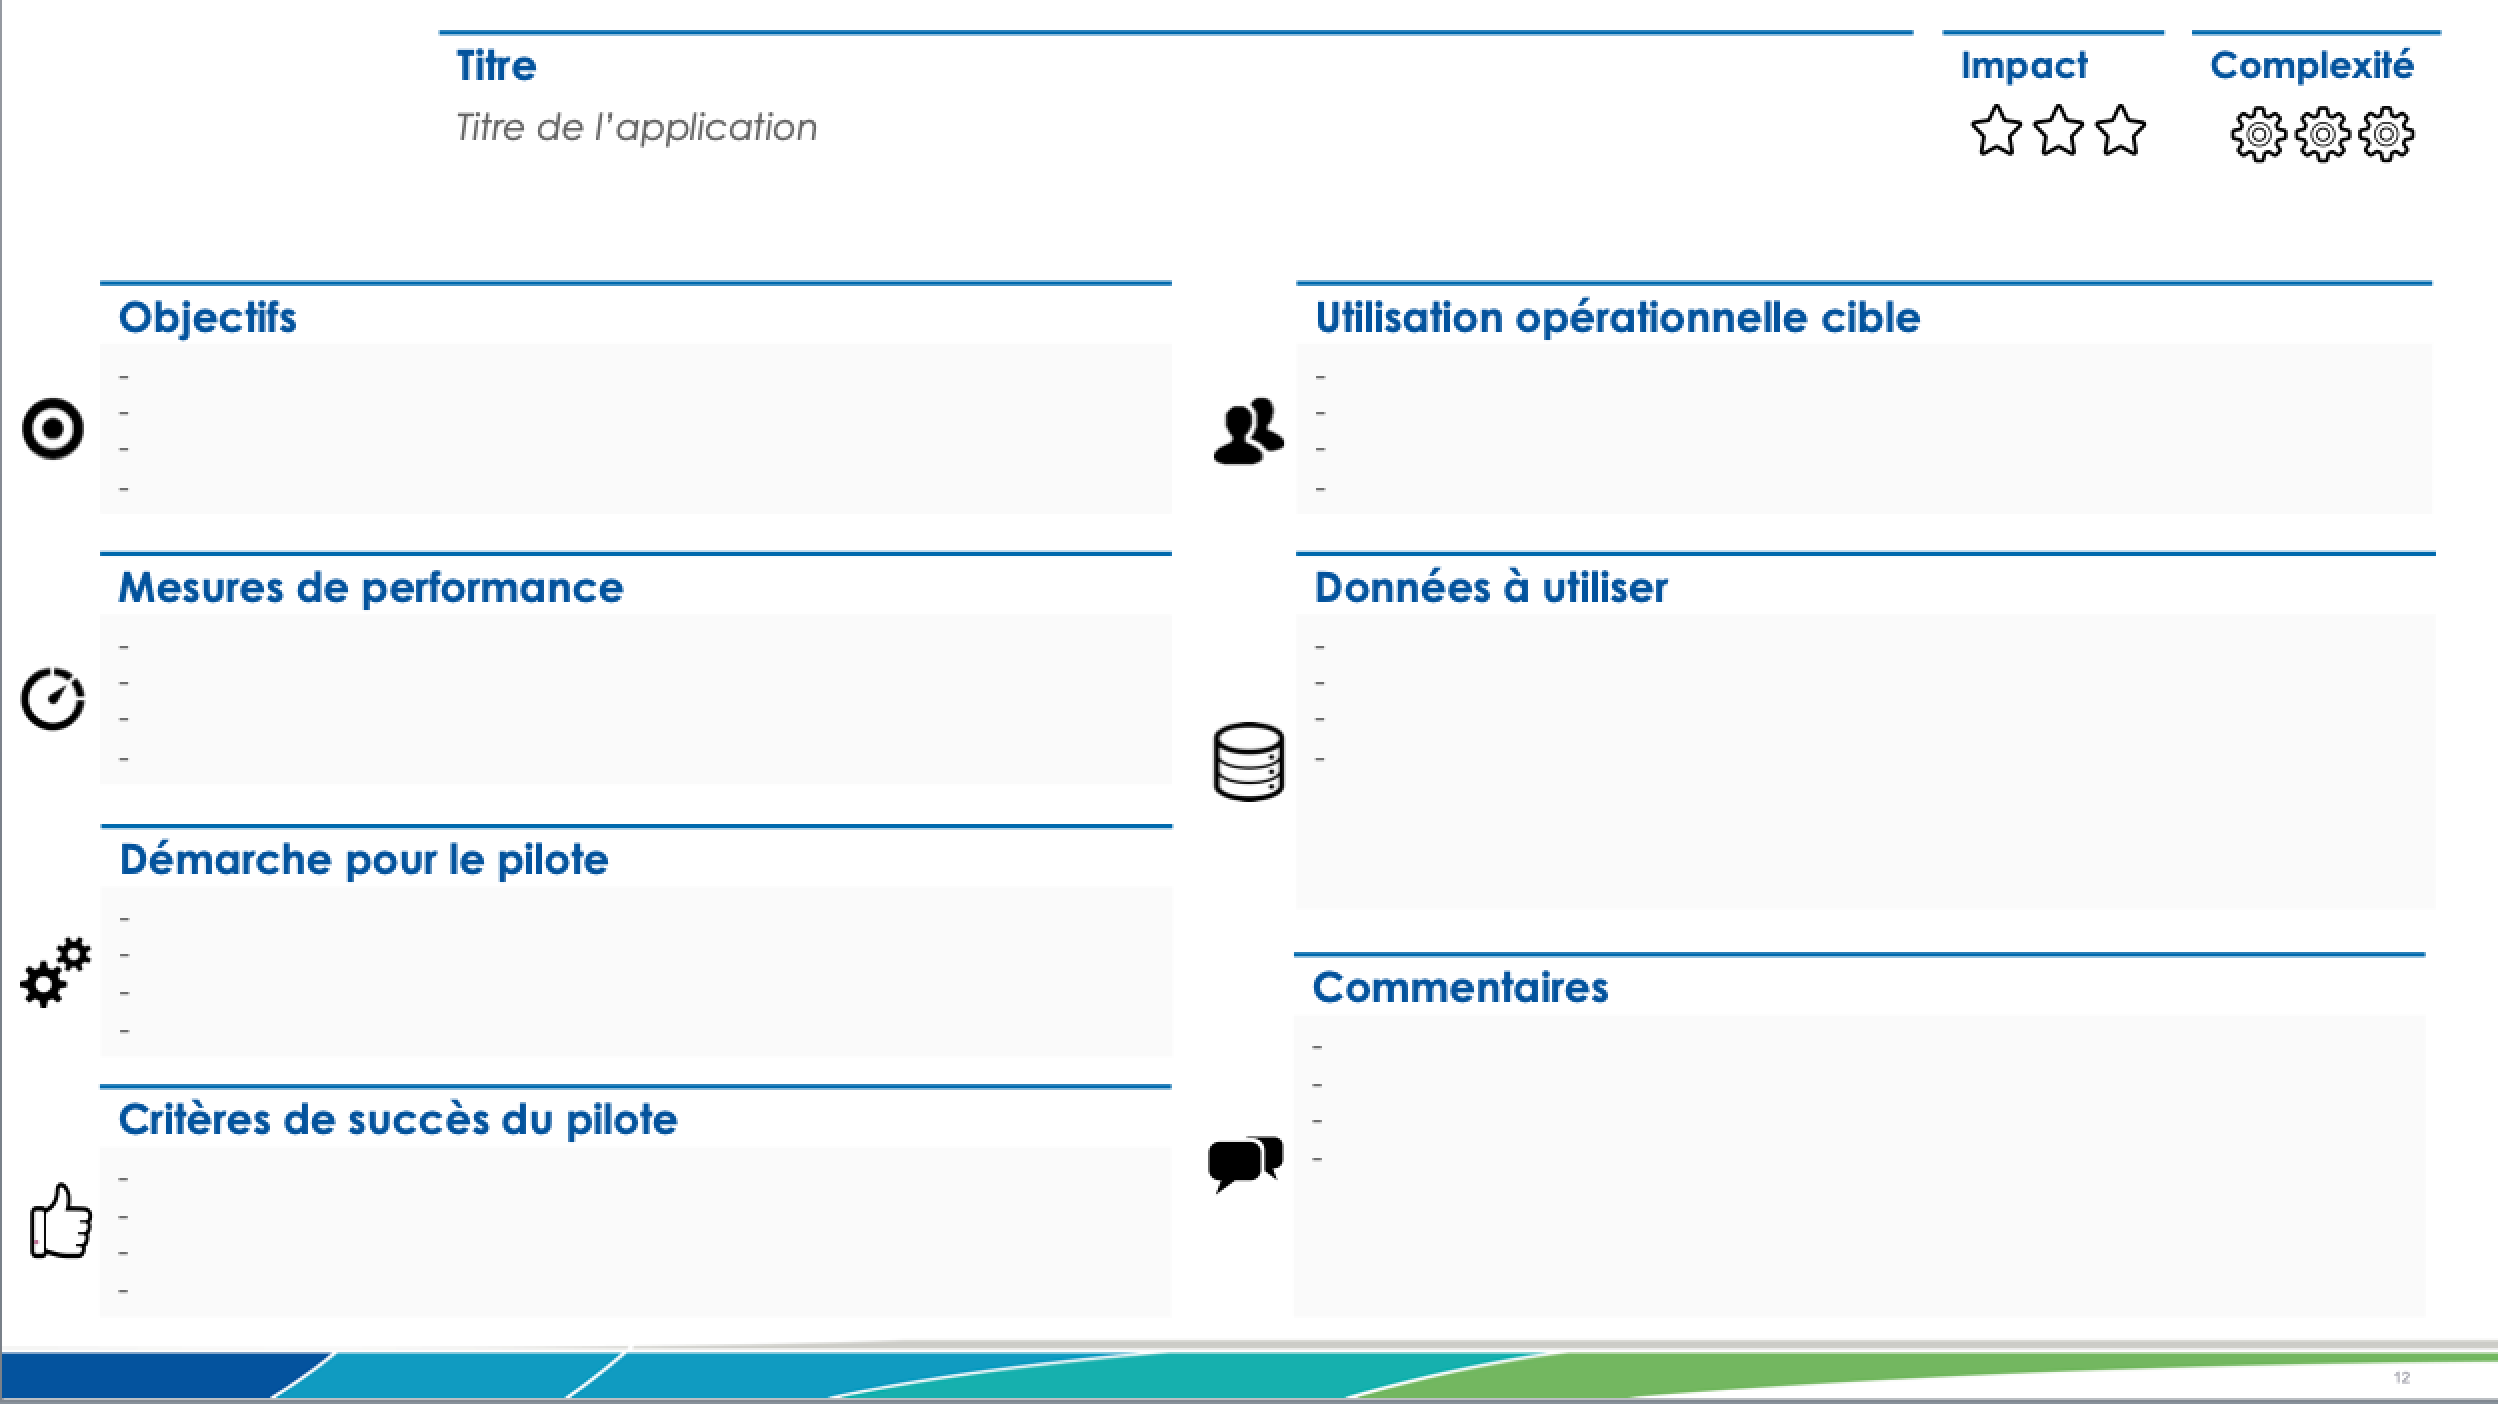 Titre
Titre de l’application
Impact
Complexité
Objectifs
-
-
-
-
Mesures de performance
-
-
-
-
Démarche pour le pilote
-
-
-
-
Critères de succès du pilote
-
-
-
-
Utilisation opérationnelle cible
-
-
-
-
Données à utiliser
-
-
-
-
Commentaires
-
-
-
-
12